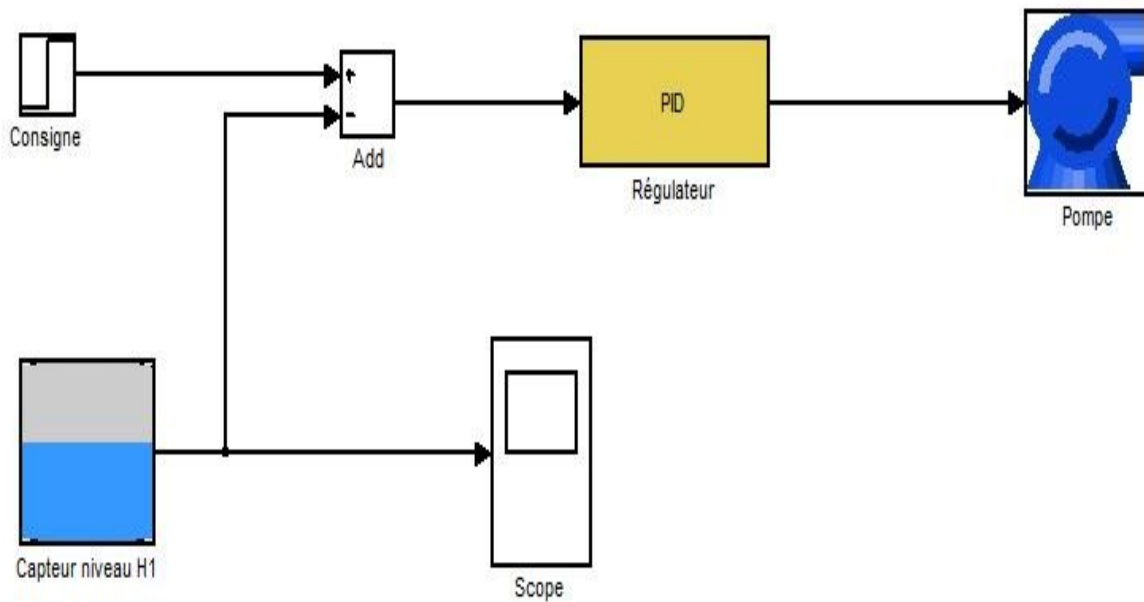 Consigne
+
−
Add
PID
Régulateur
Pompe
Capteur niveau H1
Scope